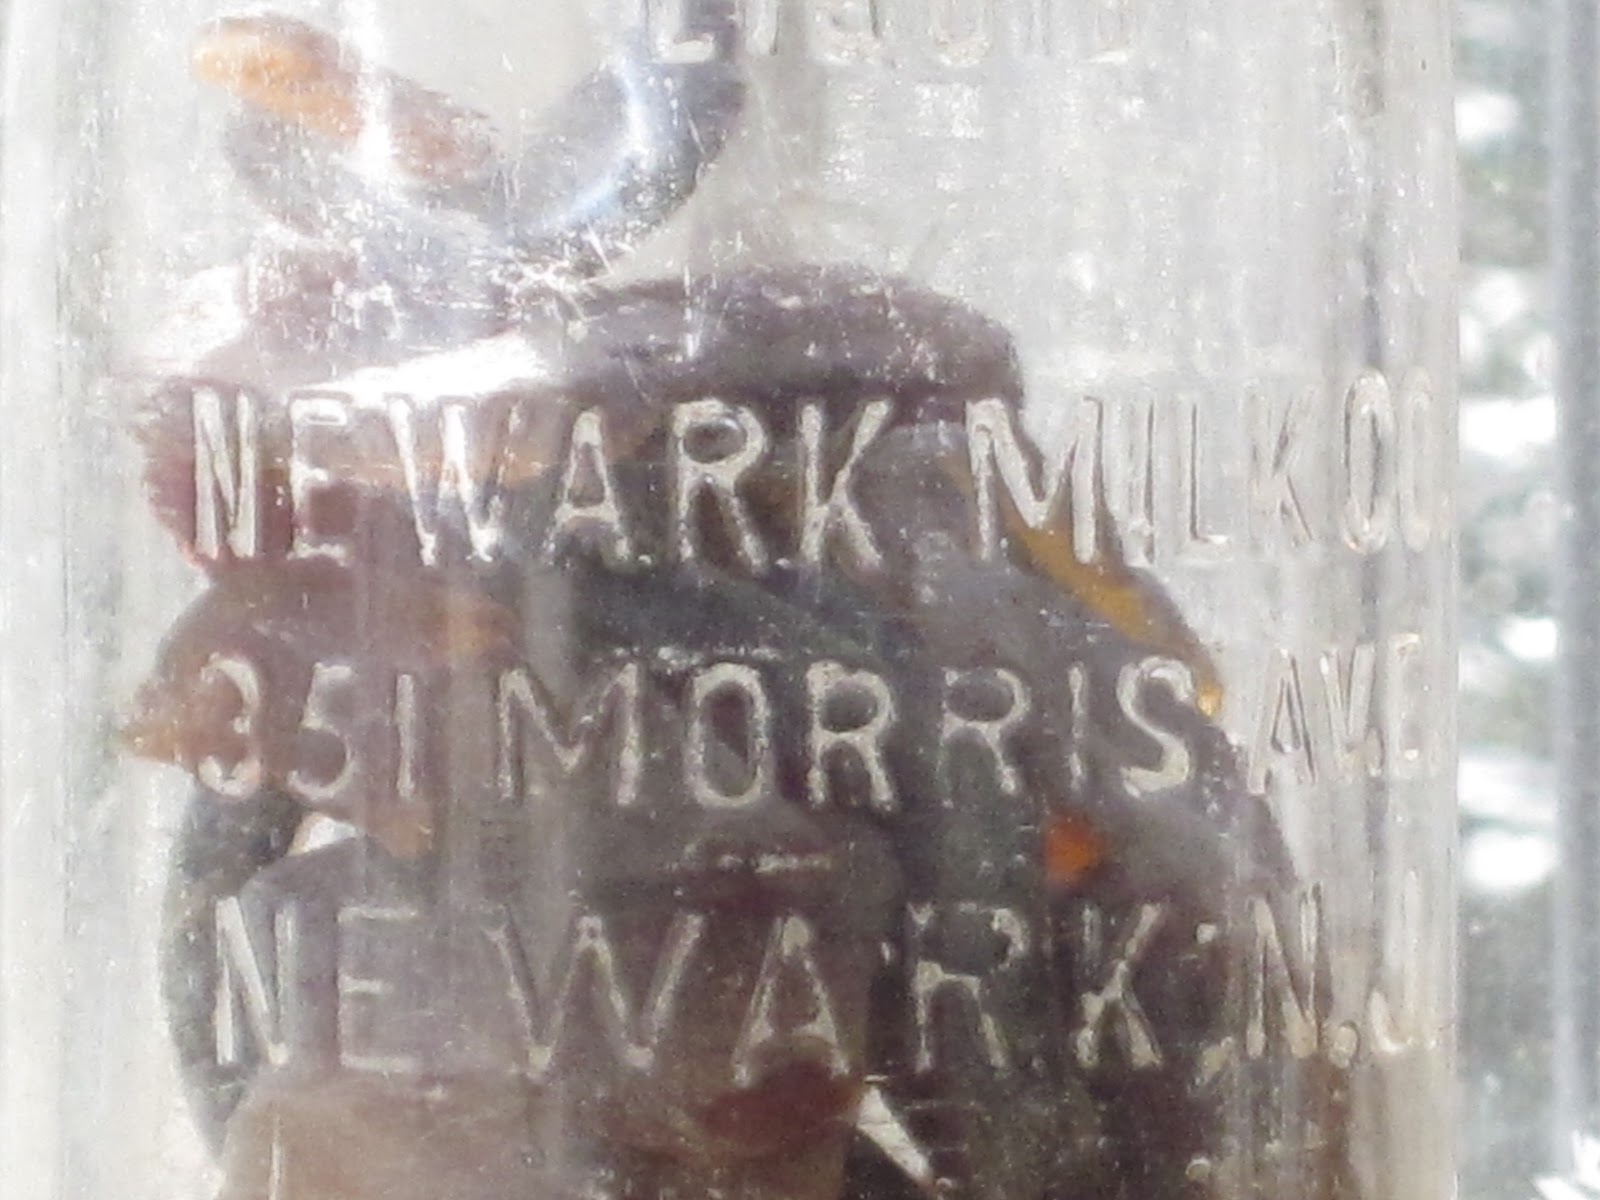 NEWARK MILK CO
351 MORRIS AVE.
NEWARK, N.J.